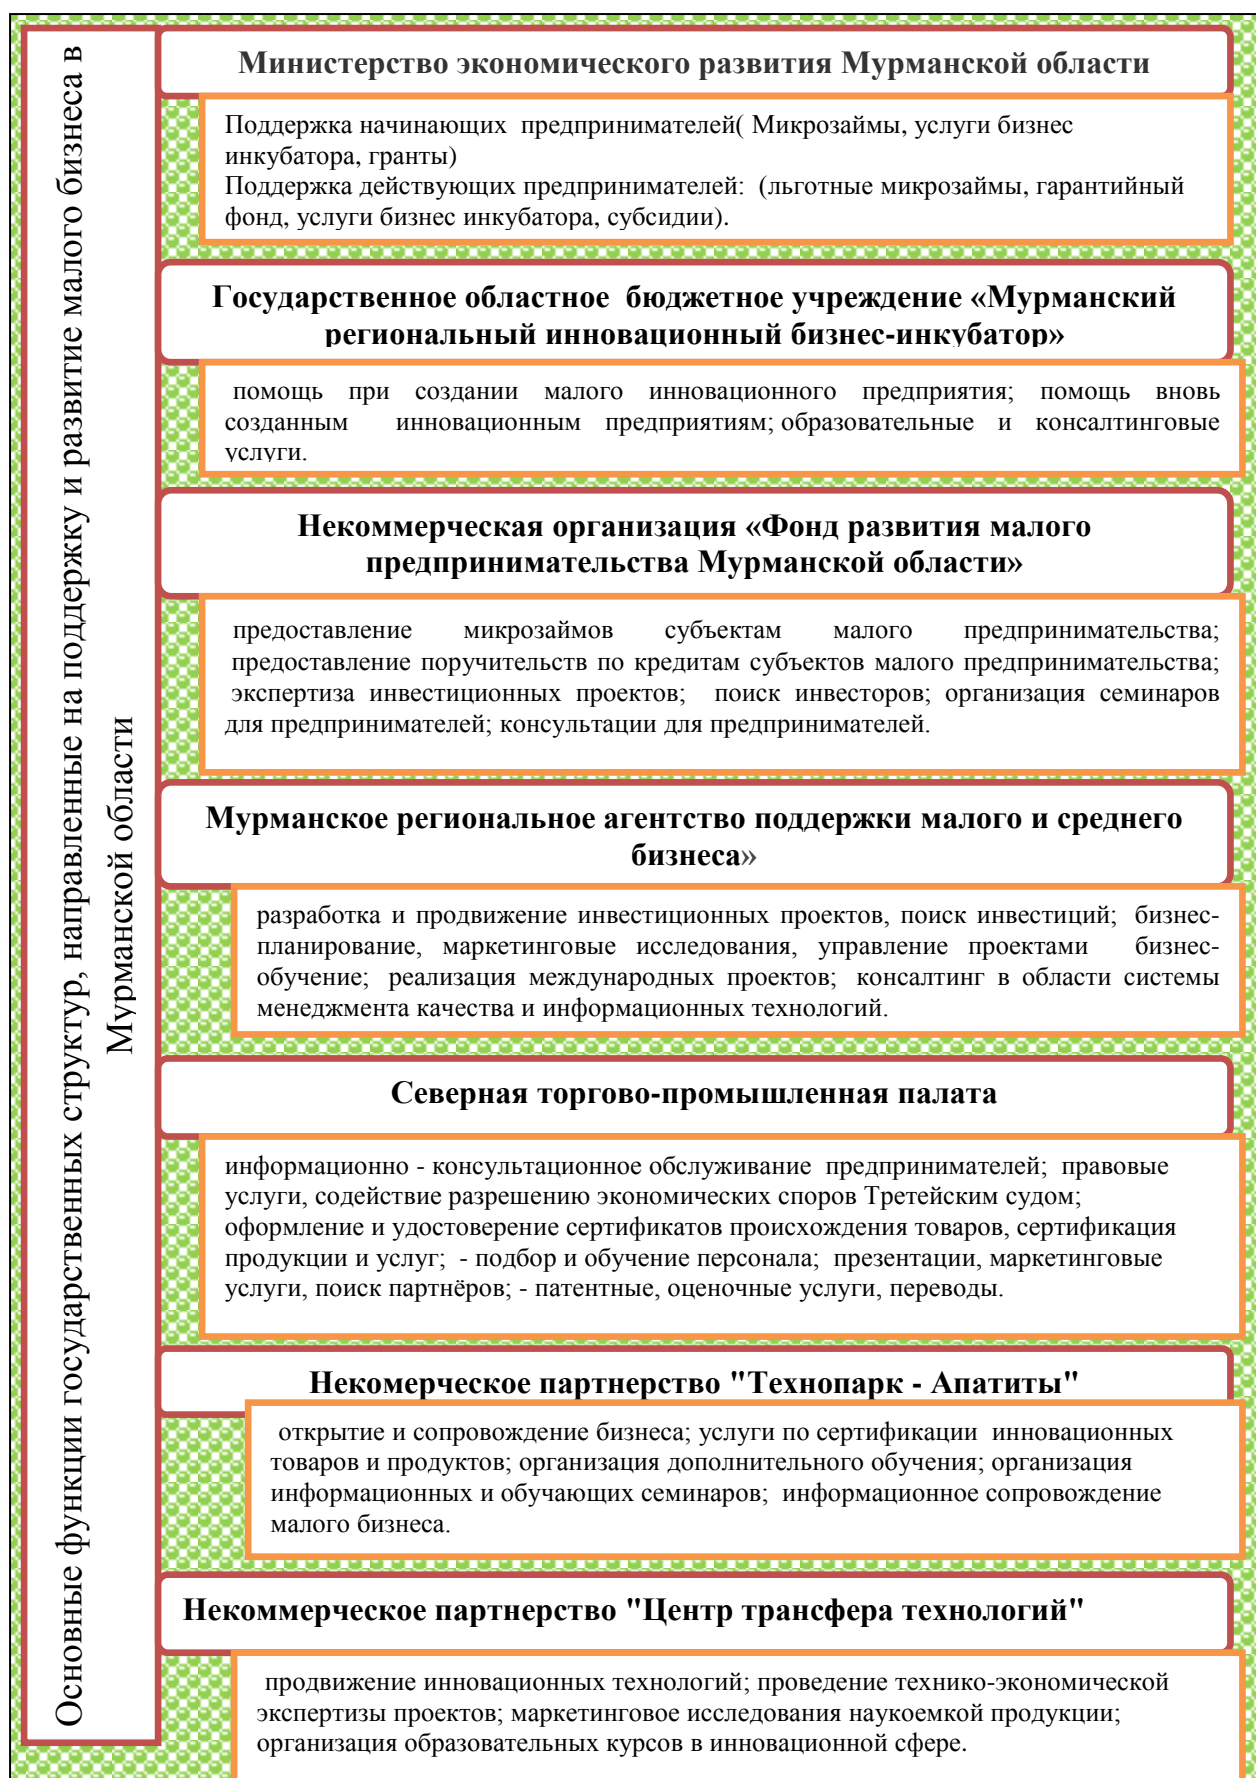 Основные функции государственных структур, направленные на поддержку и развитие малого бизнеса в
Мурманской области
Министерство экономического развития Мурманской области
Поддержка начинающих предпринимателей( Микрозаймы, услуги бизнес
инкубатора, гранты)
Поддержка действующих предпринимателей: (льготные микрозаймы, гарантийный
фонд, услуги бизнес инкубатора, субсидии).
Государственное областное бюджетное учреждение «Мурманский
региональный инновационный бизнес-инкубатор»
помощь при создании малого инновационного предприятия; помощь вновь
созданным инновационным предприятиям; образовательные и консалтинговые
услуги.
Некоммерческая организация «Фонд развития малого
предпринимательства Мурманской области»
предоставление микрозаймов субъектам малого предпринимательства;
предоставление поручительств по кредитам субъектов малого предпринимательства;
экспертиза инвестиционных проектов; поиск инвесторов; организация семинаров
для предпринимателей; консультации для предпринимателей.
Мурманское региональное агентство поддержки малого и среднего
бизнеса»
разработка и продвижение инвестиционных проектов, поиск инвестиций; бизнес-
планирование, маркетинговые исследования, управление проектами бизнес-
обучение; реализация международных проектов; консалтинг в области системы
менеджмента качества и информационных технологий.
Северная торгово-промышленная палата
информационно - консультационное обслуживание предпринимателей; правовые
услуги, содействие разрешению экономических споров Третейским судом;
оформление и удостоверение сертификатов происхождения товаров, сертификация
продукции и услуг; - подбор и обучение персонала; презентации, маркетинговые
услуги, поиск партнёров; - патентные, оценочные услуги, переводы.
Некомерческое партнерство "Технопарк - Апатиты"
открытие и сопровождение бизнеса; услуги по сертификации инновационных
товаров и продуктов; организация дополнительного обучения; организация
информационных и обучающих семинаров; информационное сопровождение
малого бизнеса.
Некоммерческое партнерство "Центр трансфера технологий"
продвижение инновационных технологий; проведение технико-экономической
экспертизы проектов; маркетинговое исследования наукоемкой продукции;
организация образовательных курсов в инновационной сфере.